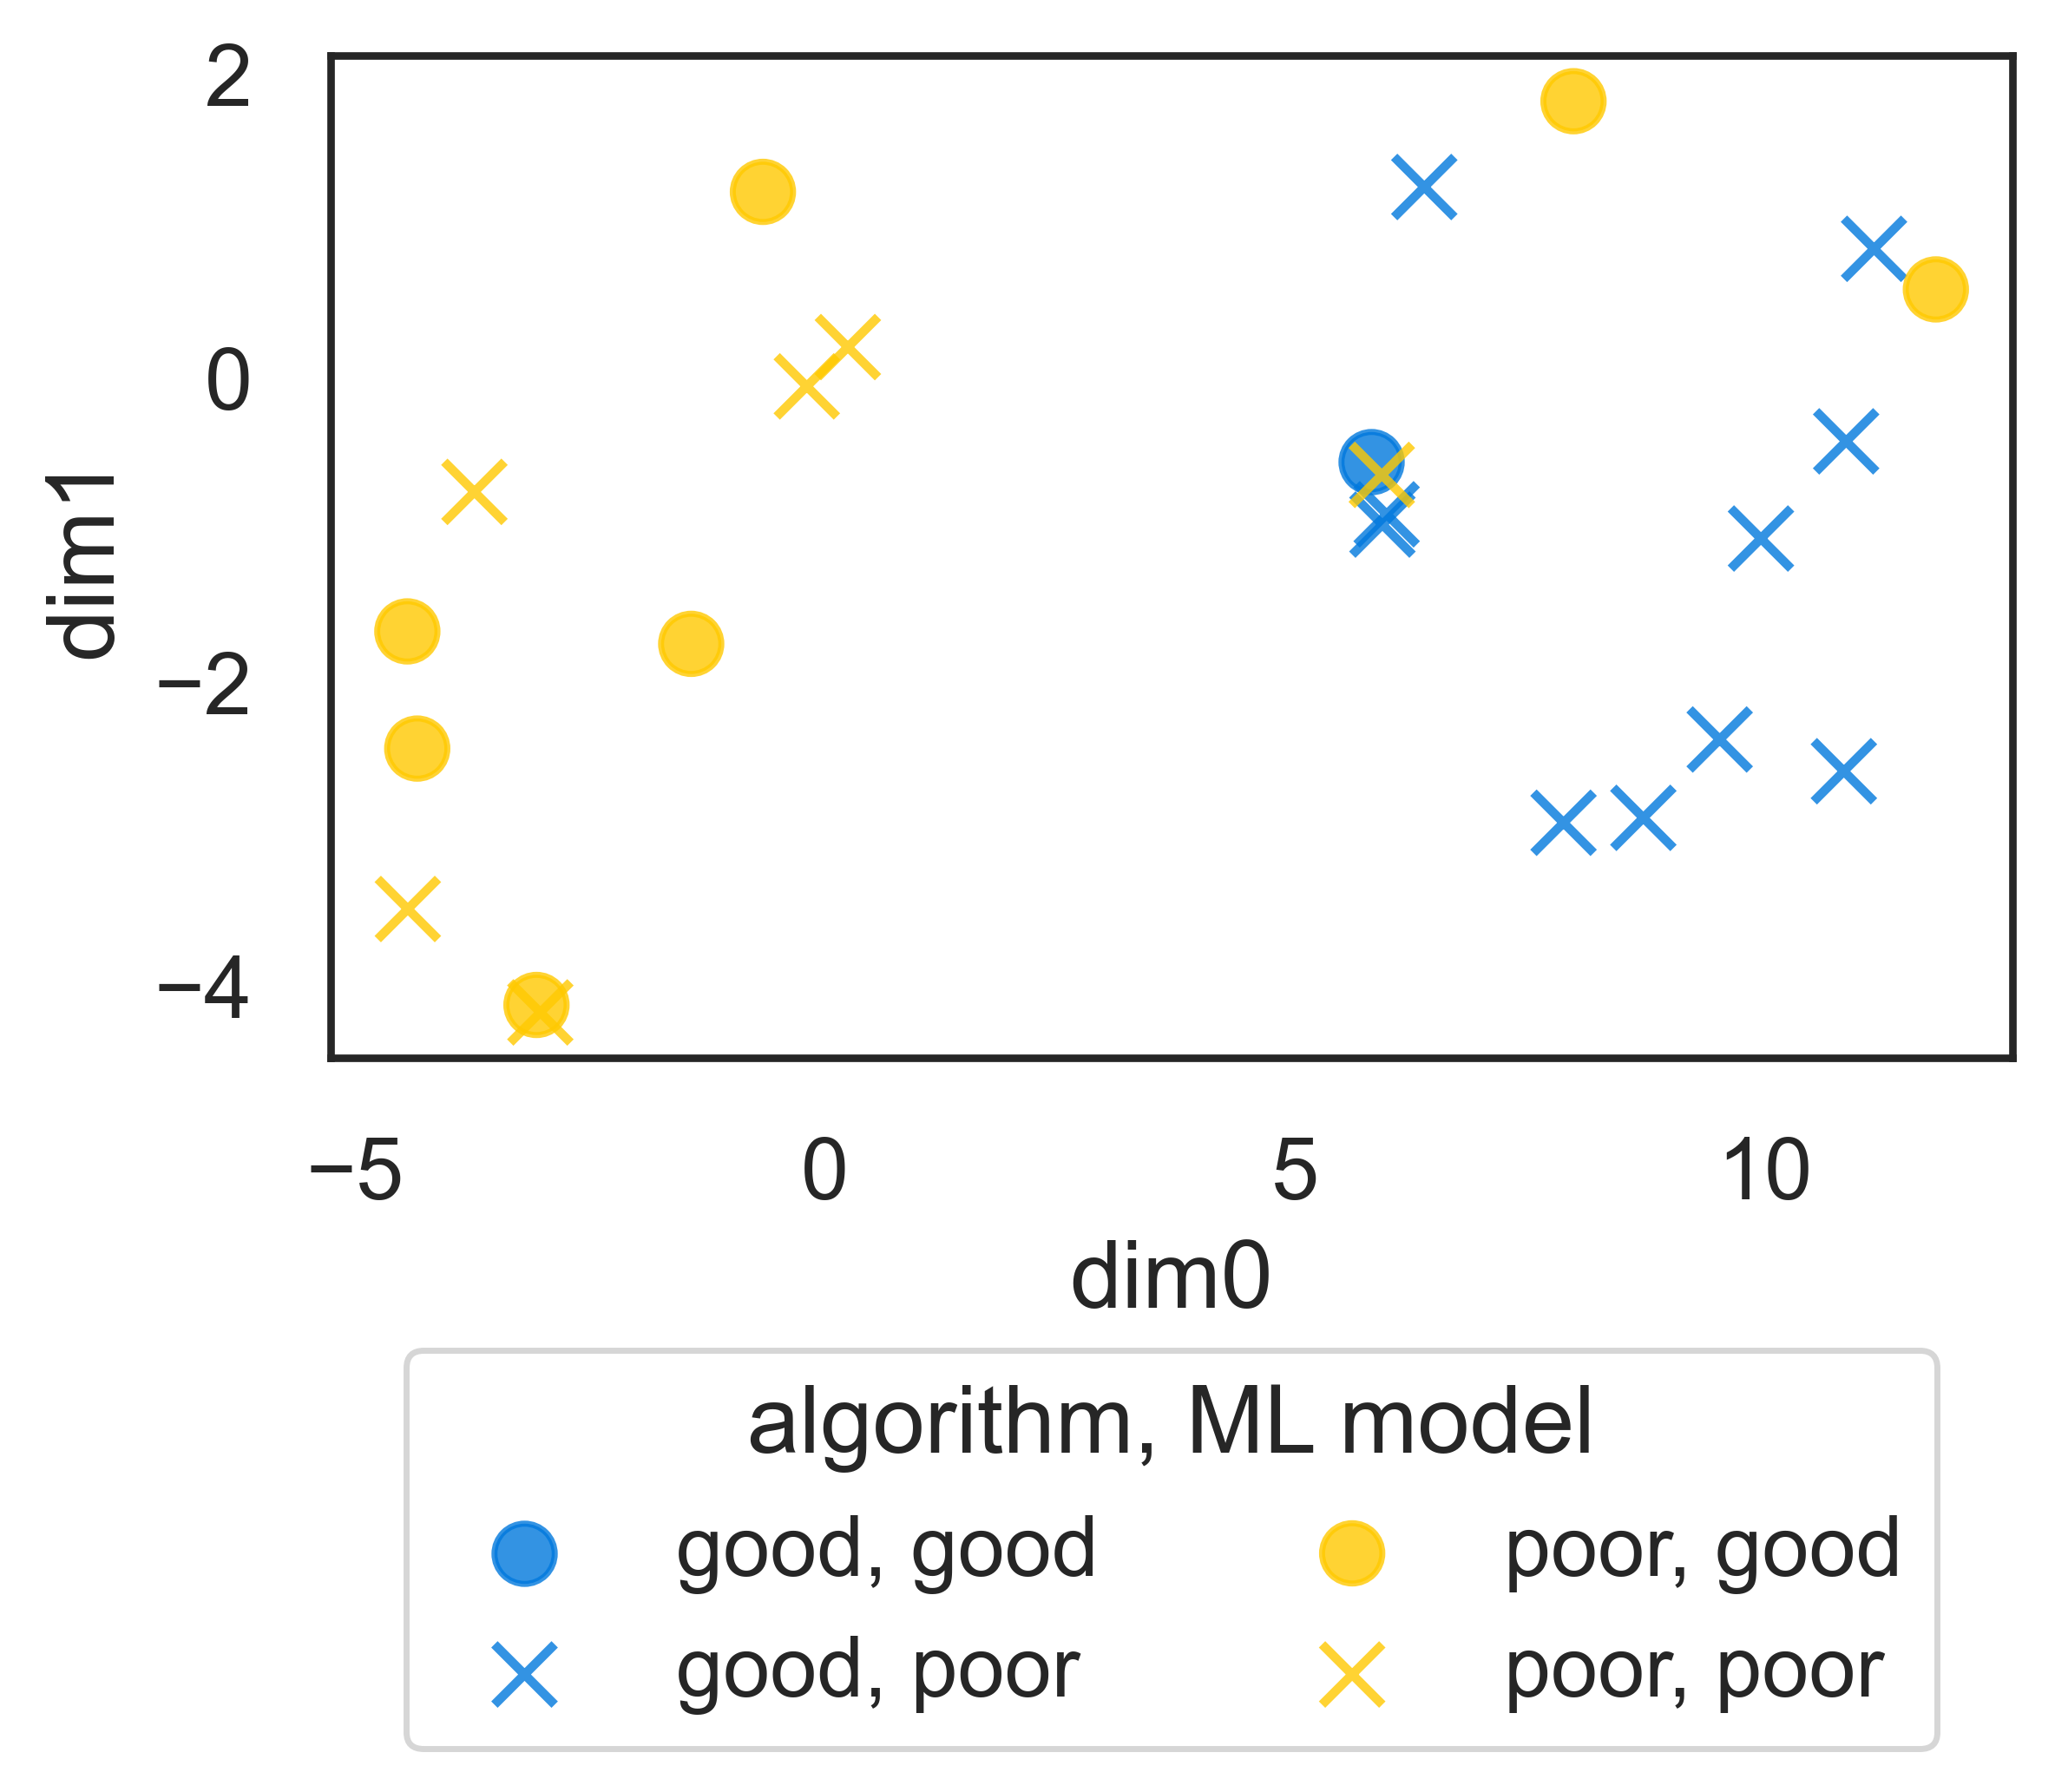 2
0
−2
−4
dim1
−5 0 5 10
dim0
algorithm, ML model
good, good poor, good
good, poor poor, poor